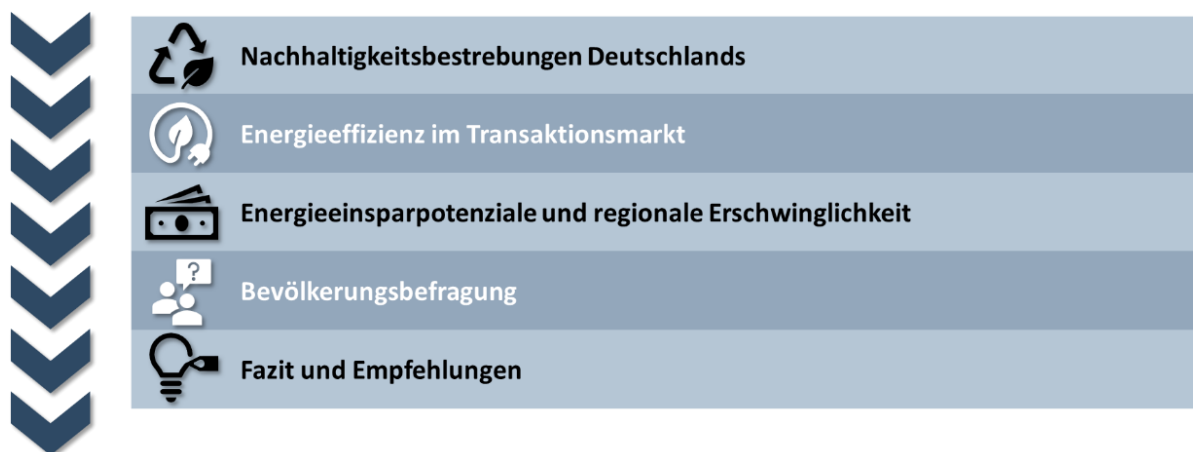 Nachhaltigkeitsbestrebungen Deutschlands
Energieeffizienz im Transaktionsmarkt
Energieeinsparpotenziale und regionale Erschwinglichkeit
?
Bevölkerungsbefragung
Fazit und Empfehlungen